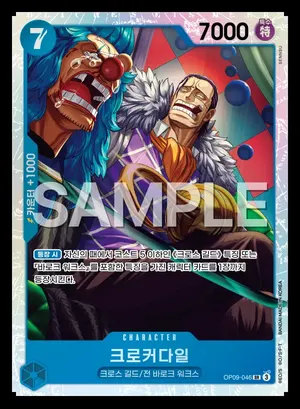 7
7000
특수
特
카운터 +1000
SAMPLE
등장 시 자신의 패에서 코스트 5 이하인 《크로스 길드》 특징 또는
『바로크 워크스』를 포함한 특징을 가진 캐릭터 카드를 1장까지
등장시킨다.
CHARACTER
크로커다일
크로스 길드/전 바로크 워크스
OP09-046
3